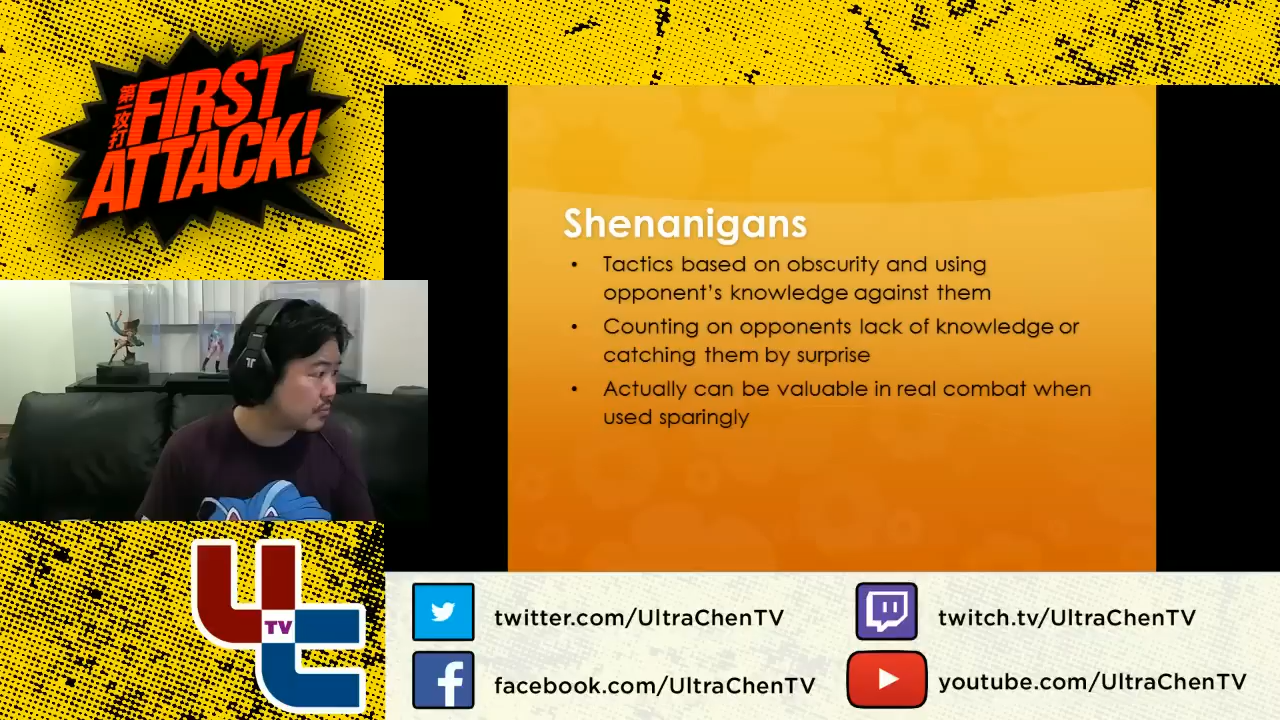 第一攻打
FIRST
ATTACK!
Shenanigans
• Tactics based on obscurity and using
opponent's knowledge against them
• Counting on opponents lack of knowledge or
catching them by surprise
• Actually can be valuable in real combat when
used sparingly
UC
TV
twitter.com/UltraChenTV
twitch.tv/UltraChenTV
facebook.com/UltraChenTV
youtube.com/UltraChenTV